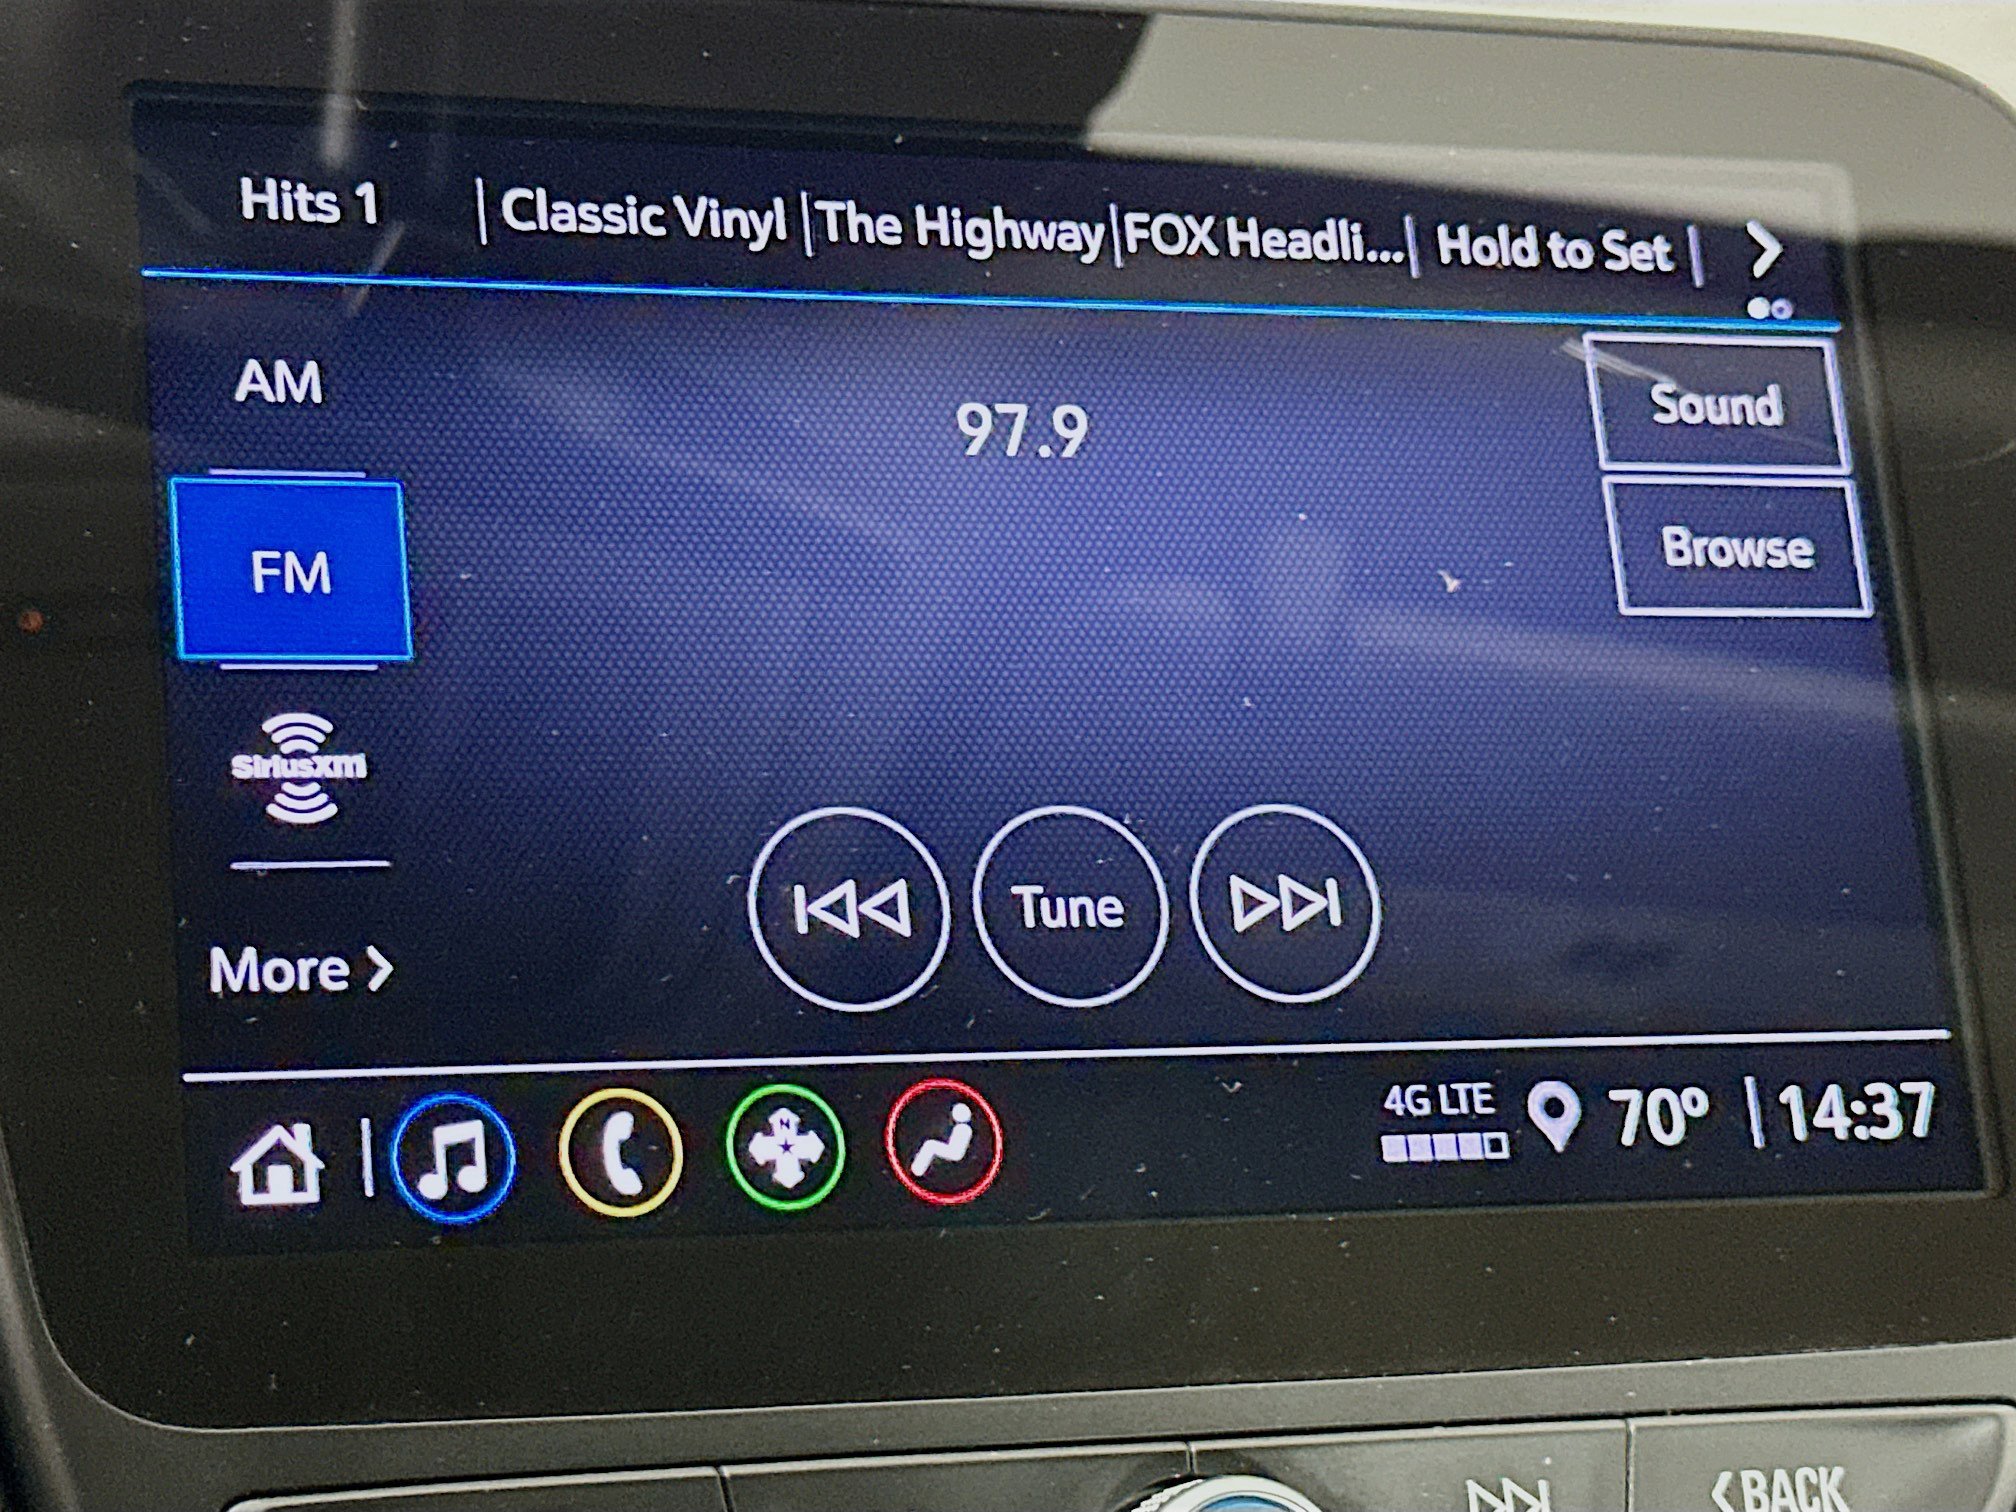 Hits 1 | Classic Vinyl | The Highway | FOX Headli... | Hold to Set |
AM
97.9
Sound
FM
Browse
SiriusXM
Tune
More >
4G LTE
70° | 14:37
N
< BACK